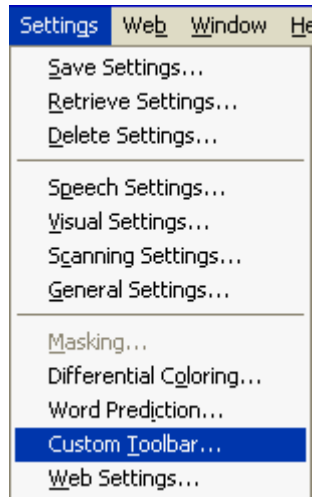 Settings Web Window He
Save Settings...
Retrieve Settings...
Delete Settings...
Speech Settings...
Visual Settings...
Scanning Settings...
General Settings...
Masking...
Differential Coloring...
Word Prediction...
Custom Toolbar...
Web Settings...